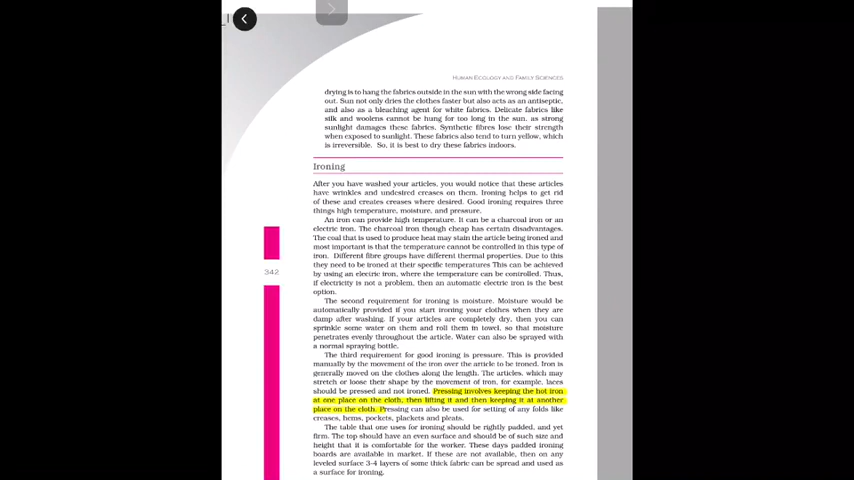 HUMAN ECOLOGY AND FAMILY SCIENCES
drying is to hang the fabrics outside in the sun with the wrong side facing
out. Sun not only dries the clothes faster but also acts as an antiseptic,
and also as a bleaching agent for white fabrics. Delicate fabrics like
silk and woolens cannot be hung for too long in the sun, as strong
sunlight damages these fabrics. Synthetic fibres lose their strength
when exposed to sunlight. These fabrics also tend to turn yellow, which
is irreversible. So, it is best to dry these fabrics indoors.
Ironing
After you have washed your articles, you would notice that these articles
have wrinkles and undesired creases on them. Ironing helps to get rid
of these and creates creases where desired. Good ironing requires three
things high temperature, moisture, and pressure.
An iron can provide high temperature. It can be a charcoal iron or an
electric iron. The charcoal iron though cheap has certain disadvantages.
The coal that is used to produce heat may stain the article being ironed and
most important is that the temperature cannot be controlled in this type of
iron. Different fibre groups have different thermal properties. Due to this
they need to be ironed at their specific temperatures This can be achieved
by using an electric iron, where the temperature can be controlled. Thus,
if electricity is not a problem, then an automatic electric iron is the best
option.
342
The second requirement for ironing is moisture. Moisture would be
automatically provided if you start ironing your clothes when they are
damp after washing. If your articles are completely dry, then you can
sprinkle some water on them and roll them in towel, so that moisture
penetrates evenly throughout the article. Water can also be sprayed with
a normal spraying bottle.
The third requirement for good ironing is pressure. This is provided
manually by the movement of the iron over the article to be ironed. Iron is
generally moved on the clothes along the length. The articles, which may
stretch or loose their shape by the movement of iron, for example, laces
should be pressed and not ironed. Pressing involves keeping the hot iron
at one place on the cloth, then lifting it and then keeping it at another
place on the cloth. Pressing can also be used for setting of any folds like
creases, hems, pockets, plackets and pleats.
The table that one uses for ironing should be rightly padded, and yet
firm. The top should have an even surface and should be of such size and
height that it is comfortable for the worker. These days padded ironing
boards are available in market. If these are not available, then on any
leveled surface 3-4 layers of some thick fabric can be spread and used as
a surface for ironing.